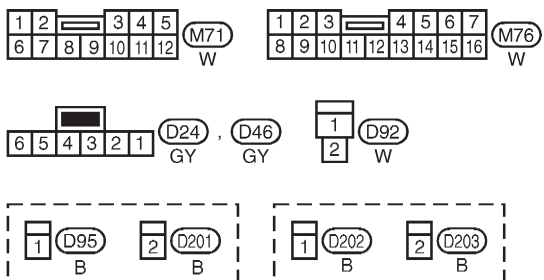 1 2 3 4 5 M71
6 7 8 9 10 11 12
W
1 2 3 4 5 6 7 M76
8 9 10 11 12 13 14 15 16
W
6 5 4 3 2 1 D24 , D46
GY GY
1 D92
2 W
1 D95 2 D201
B B
1 D202 2 D203
B B